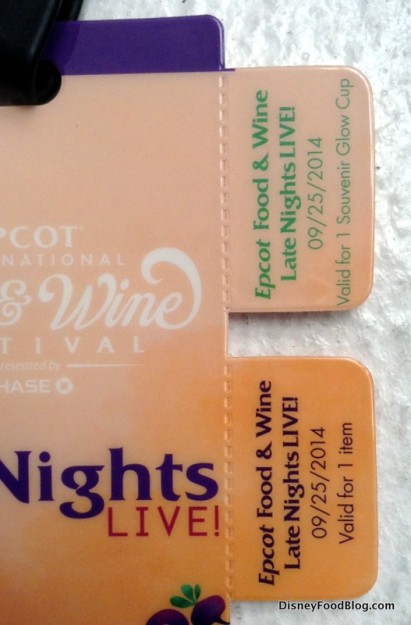 EPCOT
NATIONAL
& Wine
TIVAL
presented by
HASE
Nights
LIVE!
Epcot Food & Wine
Late Nights LIVE!
09/25/2014
Valid for 1 Souvenir Glow Cup
Epcot Food & Wine
Late Nights LIVE!
09/25/2014
Valid for 1 item
DisneyFoodBlog.com